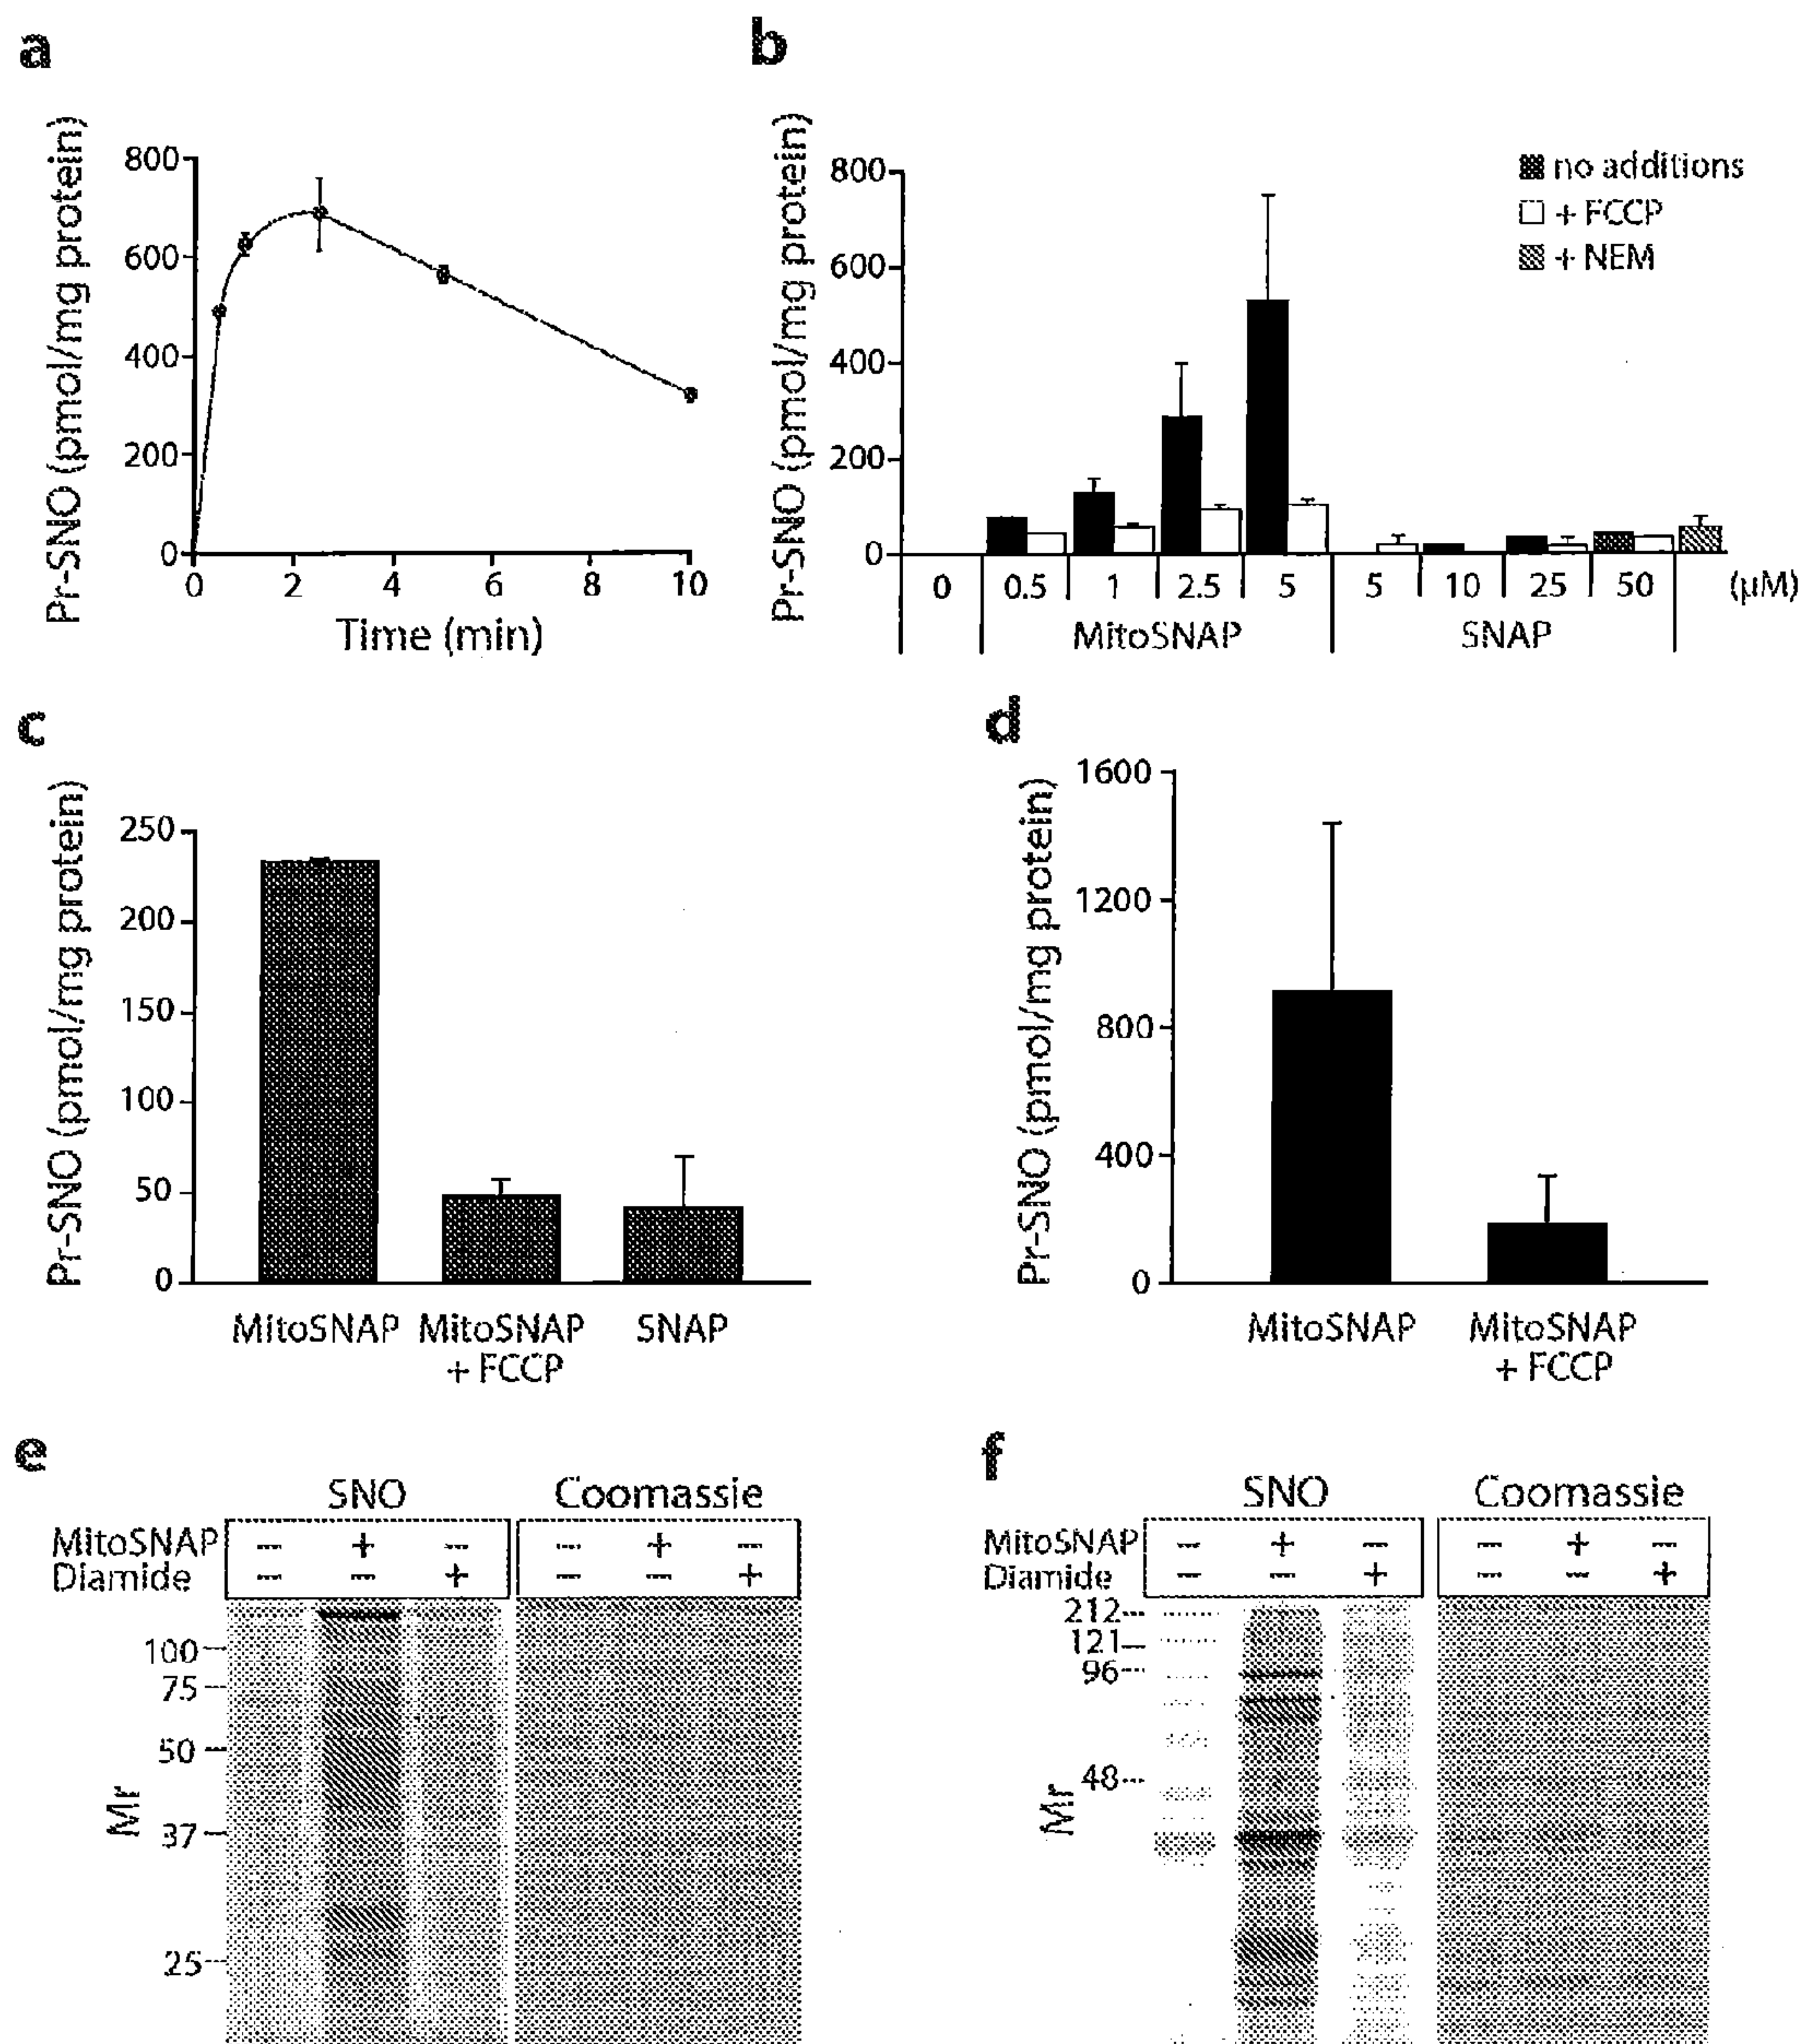 a
Pr-SNO (pmol/mg protein)
800
600
400
200
0
0 2 4 6 8 10
Time (min)
b
Pr-SNO (pmol/mg protein)
800
600
400
200
0
no additions
+ FCCP
+ NEM
0 0.5 1 2.5 5 5 10 25 50 (µM)
MitoSNAP SNAP
c
Pr-SNO (pmol/mg protein)
250
200
150
100
50
0
MitoSNAP MitoSNAP SNAP
+ FCCP
d
Pr-SNO (pmol/mg protein)
1600
1200
800
400
0
MitoSNAP MitoSNAP
+ FCCP
e
SNO Coomassie
MitoSNAP – + – – + –
Diamide – – + – – +
Mr
100
75
50
37
25
f
SNO Coomassie
MitoSNAP – + – – + –
Diamide – – + – – +
Mr
212
121
96
48